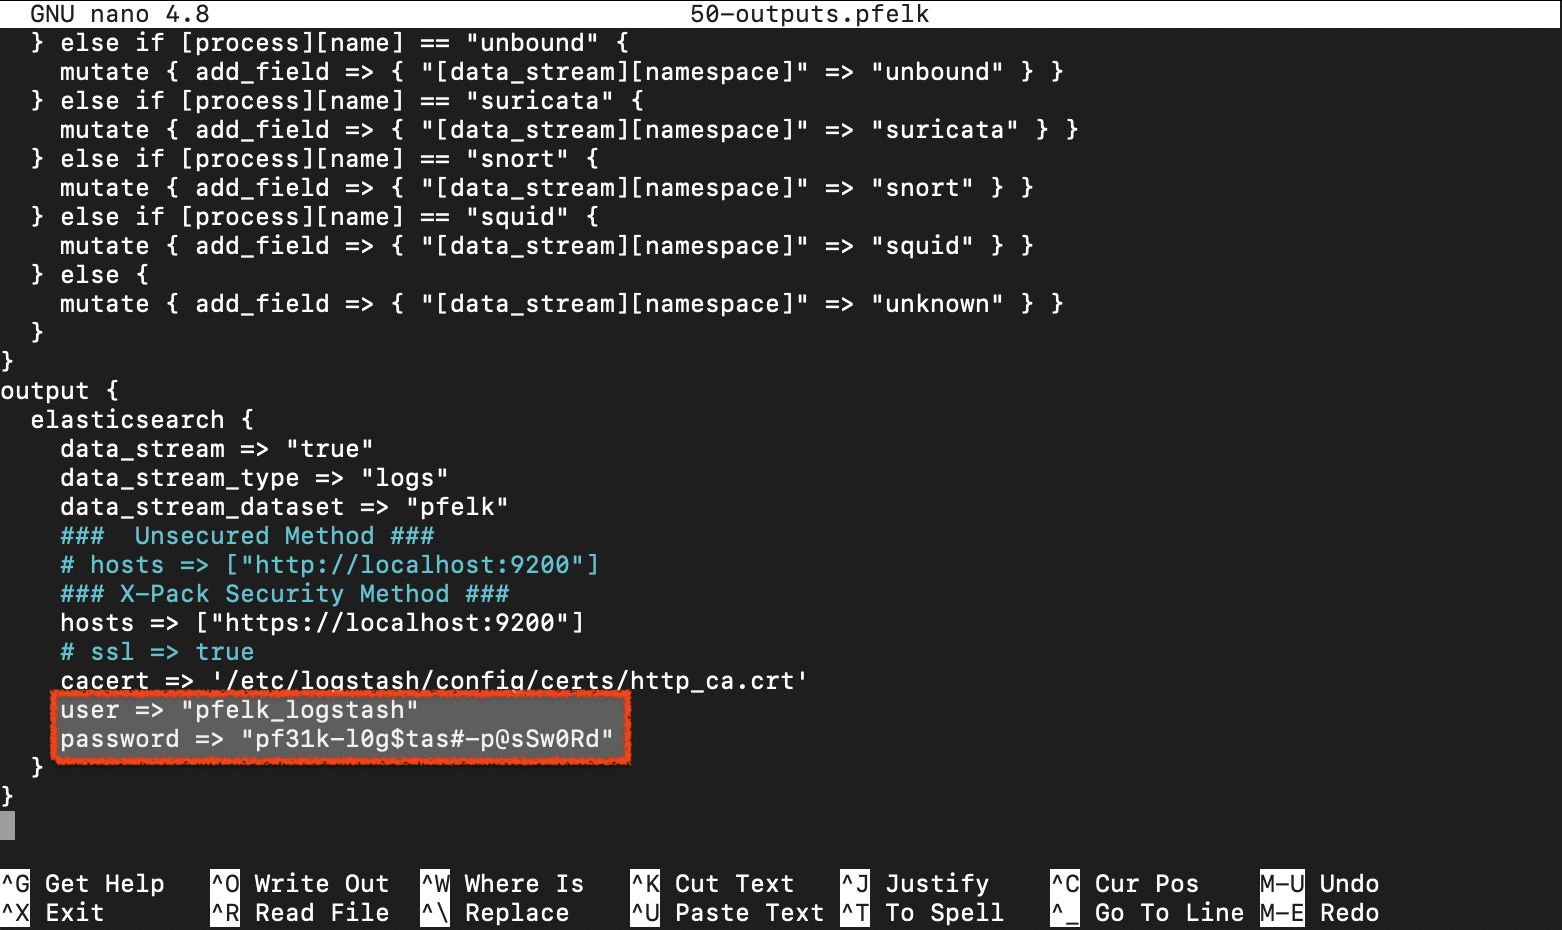 GNU nano 4.8 50-outputs.pfelk
} else if [process][name] == "unbound" {
mutate { add_field => { "[data_stream][namespace]" => "unbound" } }
} else if [process][name] == "suricata" {
mutate { add_field => { "[data_stream][namespace]" => "suricata" } }
} else if [process][name] == "snort" {
mutate { add_field => { "[data_stream][namespace]" => "snort" } }
} else if [process][name] == "squid" {
mutate { add_field => { "[data_stream][namespace]" => "squid" } }
} else {
mutate { add_field => { "[data_stream][namespace]" => "unknown" } }
}
}
output {
elasticsearch {
data_stream => "true"
data_stream_type => "logs"
data_stream_dataset => "pfelk"
###  Unsecured Method ###
# hosts => ["http://localhost:9200"]
### X-Pack Security Method ###
hosts => ["https://localhost:9200"]
# ssl => true
cacert => '/etc/logstash/config/certs/http_ca.crt'
user => "pfelk_logstash"
password => "pf31k-l0g$tas#-p@sSw0Rd"
}
}
^G Get Help ^O Write Out ^W Where Is ^K Cut Text ^J Justify ^C Cur Pos M-U Undo
^X Exit ^R Read File ^\ Replace ^U Paste Text ^T To Spell ^_ Go To Line M-E Redo